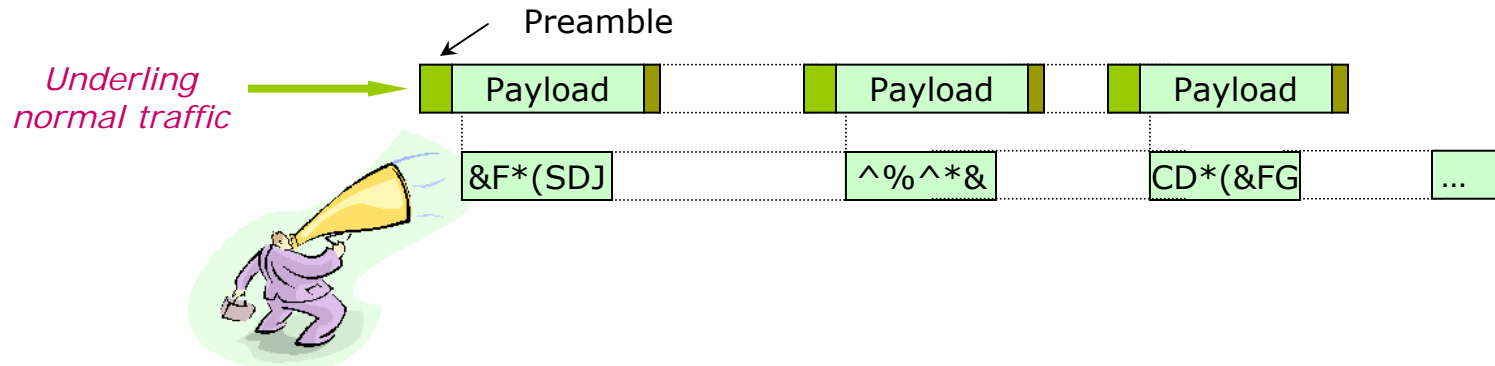 Preamble
Underling
normal traffic
Payload
Payload
Payload
&F*(SDJ
^%^*&
CD*(&FG
...